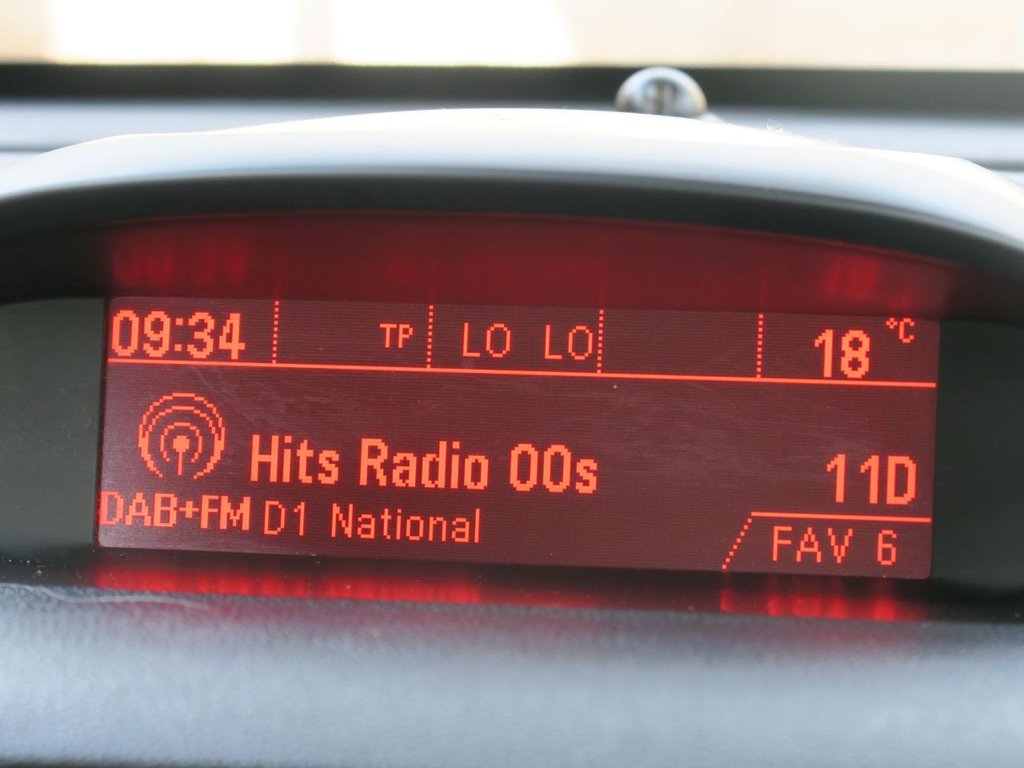 09:34 TP LO LO 18 °C
Hits Radio 00s 11D
DAB+FM D1 National FAV 6